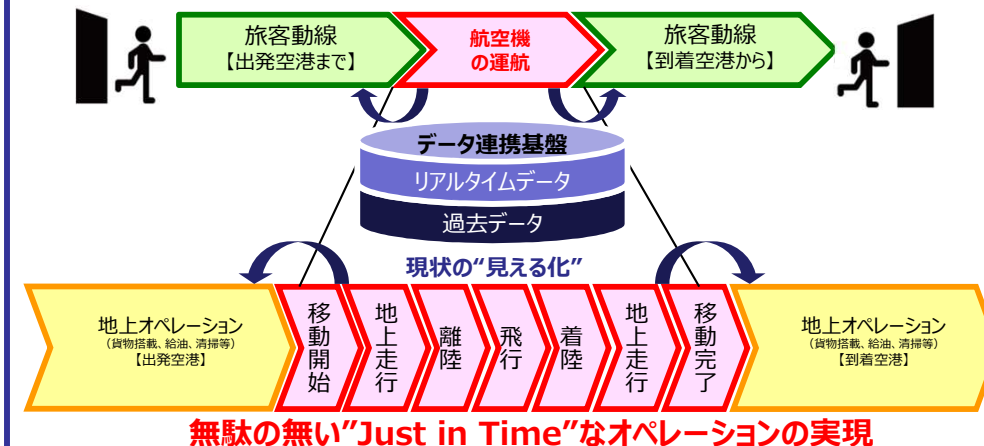 旅客動線
【出発空港まで】
航空機
の運航
旅客動線
【到着空港から】
データ連携基盤
リアルタイムデータ
過去データ
現状の“見える化”
地上オペレーション
（貨物搭載、給油、清掃等）
【出発空港】
移動開始
地上走行
離陸
飛行
着陸
地上走行
移動完了
地上オペレーション
（貨物搭載、給油、清掃等）
【到着空港】
無駄の無い”Just in Time”なオペレーションの実現